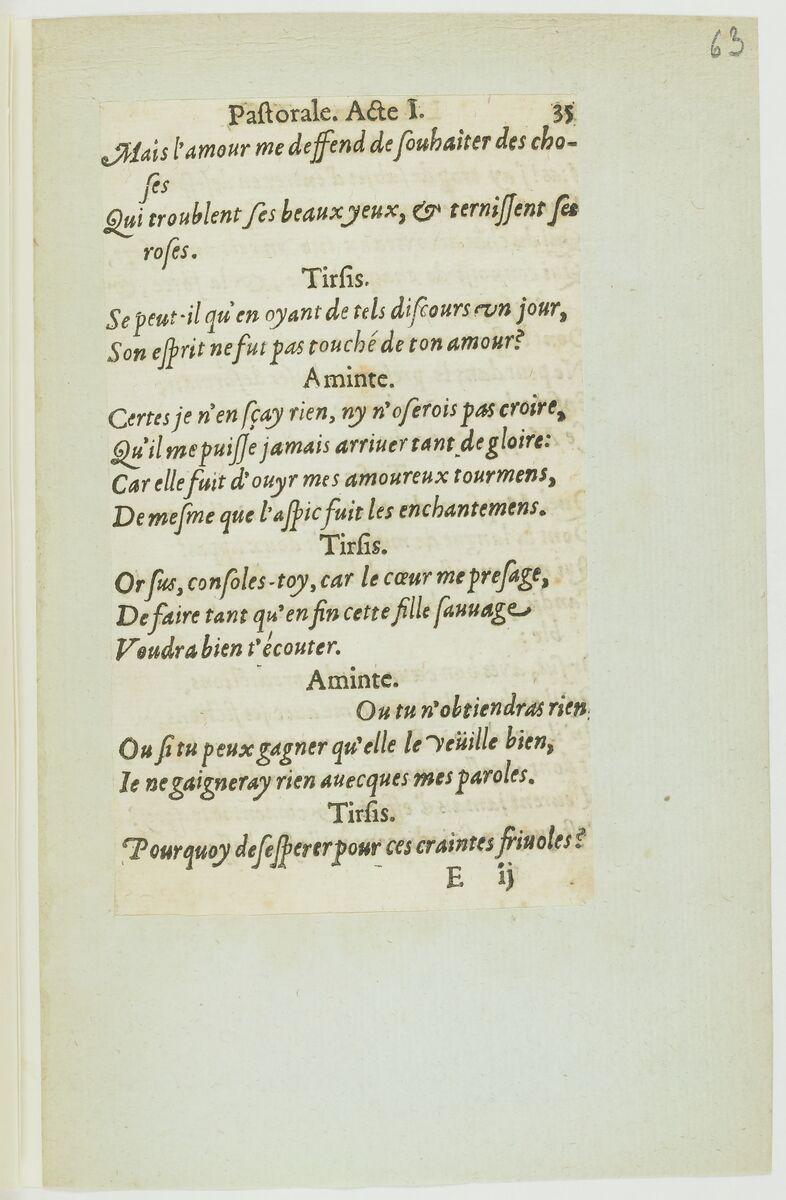 63
Pastorale. Acte I. 35
Mais l'amour me deffend de souhaiter des cho-
ses
Qui troublent ses beaux yeux, & ternissent ses
roses.
Tirsis.
Se peut-il qu'en oyant de tels discours vn jour,
Son esprit ne fut pas touché de ton amour?
Aminte.
Certes je n'en sçay rien, ny n'oserois pas croire,
Qu'il me puisse jamais arriuer tant de gloire:
Car elle fuit d'ouyr mes amoureux tourmens,
De mesme que l'aspic fuit les enchantemens.
Tirsis.
Or sus, consoles-toy, car le cœur me presage,
De faire tant qu'en fin cette fille sauuage
Voudra bien t'écouter.
Aminte.
Ou tu n'obtiendras rien.
Ou si tu peux gagner qu'elle le veüille bien,
Ie ne gaigneray rien auecques mes paroles.
Tirsis.
Pourquoy desesperer pour ces craintes friuoles?
E ij